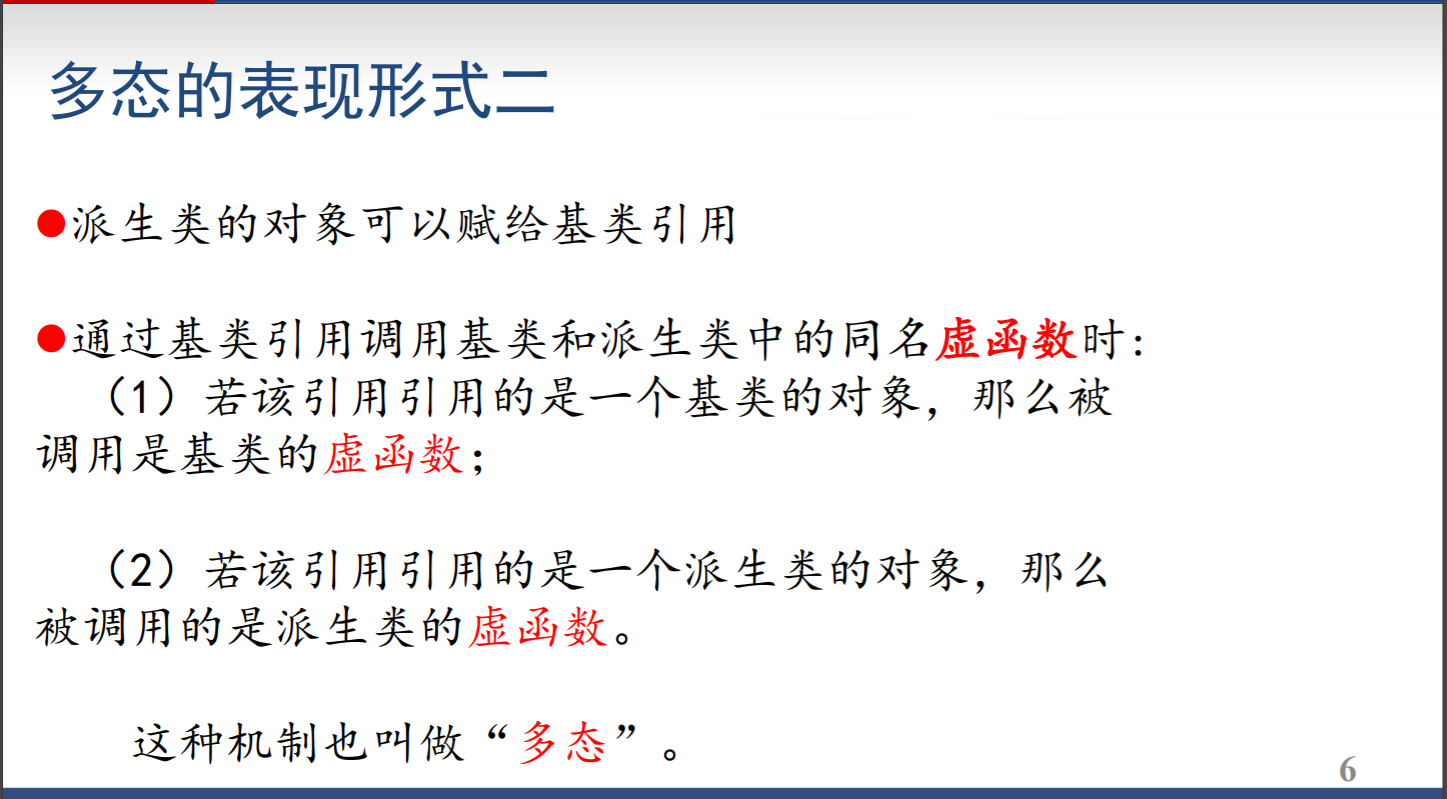 多态的表现形式二
●派生类的对象可以赋给基类引用
●通过基类引用调用基类和派生类中的同名虚函数时:
（1）若该引用引用的是一个基类的对象，那么被
调用是基类的虚函数；
（2）若该引用引用的是一个派生类的对象，那么
被调用的是派生类的虚函数。
这种机制也叫做“多态”。
6